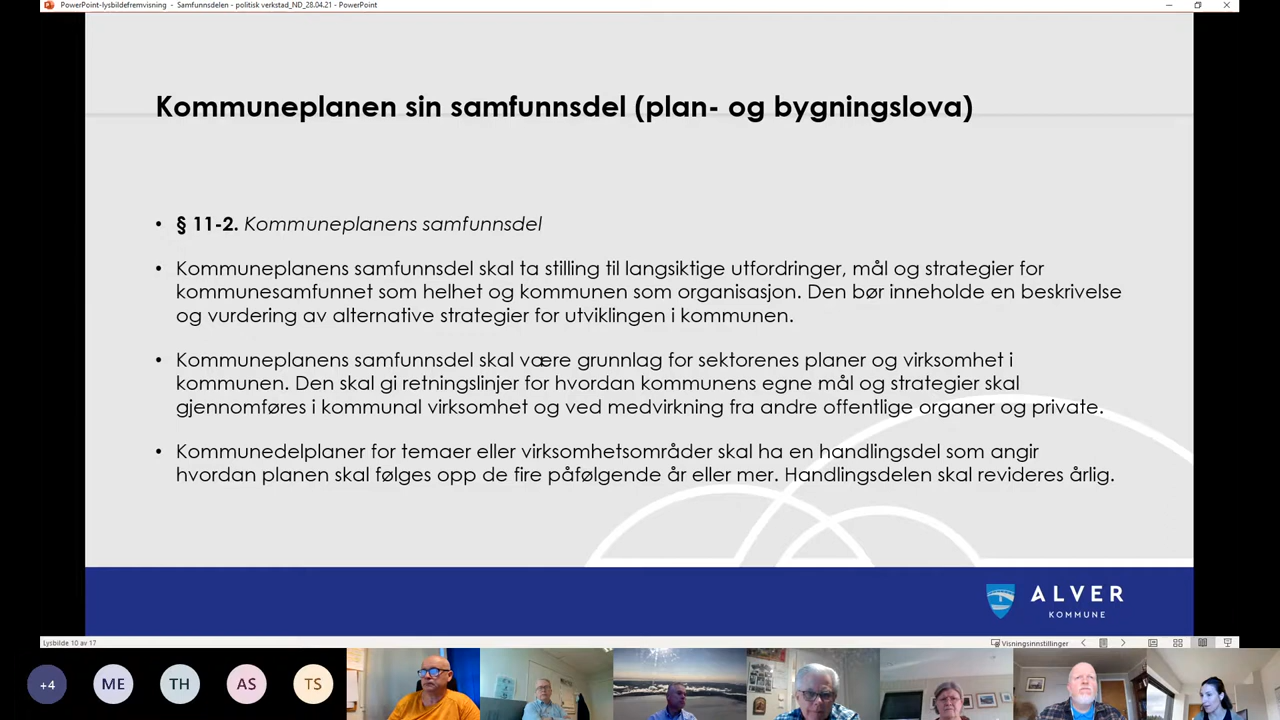 PowerPoint-lysbildefremvisning - Samfunnsdelen - politisk verkstad_ND_28.04.21 - PowerPoint
Kommuneplanen sin samfunnsdel (plan- og bygningslova)
• § 11-2. Kommuneplanens samfunnsdel
• Kommuneplanens samfunnsdel skal ta stilling til langsiktige utfordringer, mål og strategier for
kommunesamfunnet som helhet og kommunen som organisasjon. Den bør inneholde en beskrivelse
og vurdering av alternative strategier for utviklingen i kommunen.
• Kommuneplanens samfunnsdel skal være grunnlag for sektorenes planer og virksomhet i
kommunen. Den skal gi retningslinjer for hvordan kommunens egne mål og strategier skal
gjennomføres i kommunal virksomhet og ved medvirkning fra andre offentlige organer og private.
• Kommunedelplaner for temaer eller virksomhetsområder skal ha en handlingsdel som angir
hvordan planen skal følges opp de fire påfølgende år eller mer. Handlingsdelen skal revideres årlig.
ALVER
KOMMUNE
Lysbilde 10 av 17
Visningsinnstillinger
+4
ME
TH
AS
TS